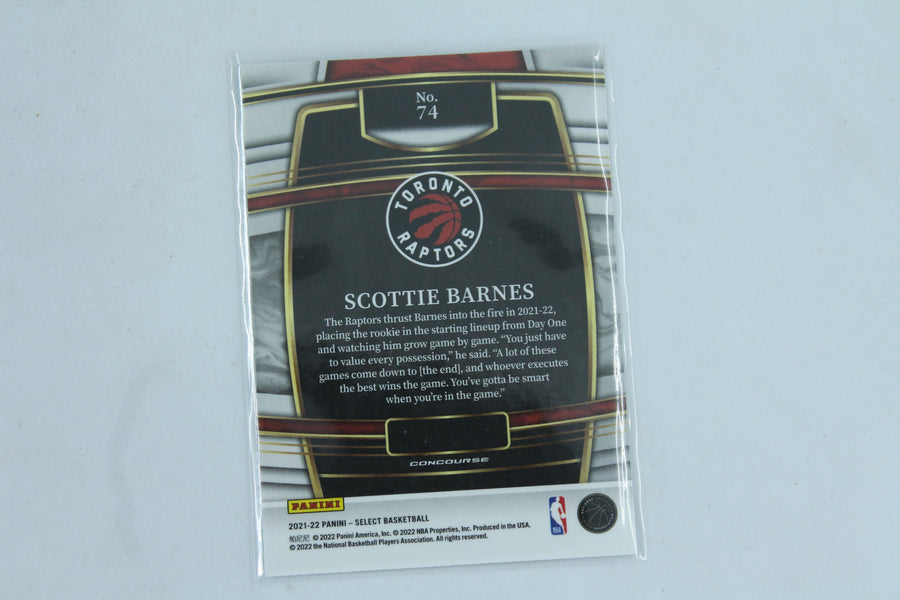 No.
74
TORONTO
RAPTORS
SCOTTIE BARNES
The Raptors thrust Barnes into the fire in 2021-22,
placing the rookie in the starting lineup from Day One
and watching him grow game by game. “You just have
to value every possession,” he said. “A lot of these
games come down to [the end], and whoever executes
the best wins the game. You’ve gotta be smart
when you’re in the game.”
CONCOURSE
PANINI
2021-22 PANINI – SELECT BASKETBALL
帕尼尼 © 2022 Panini America, Inc. © 2022 NBA Properties, Inc. Produced in the USA.
© 2022 the National Basketball Players Association. All rights reserved.
NBA